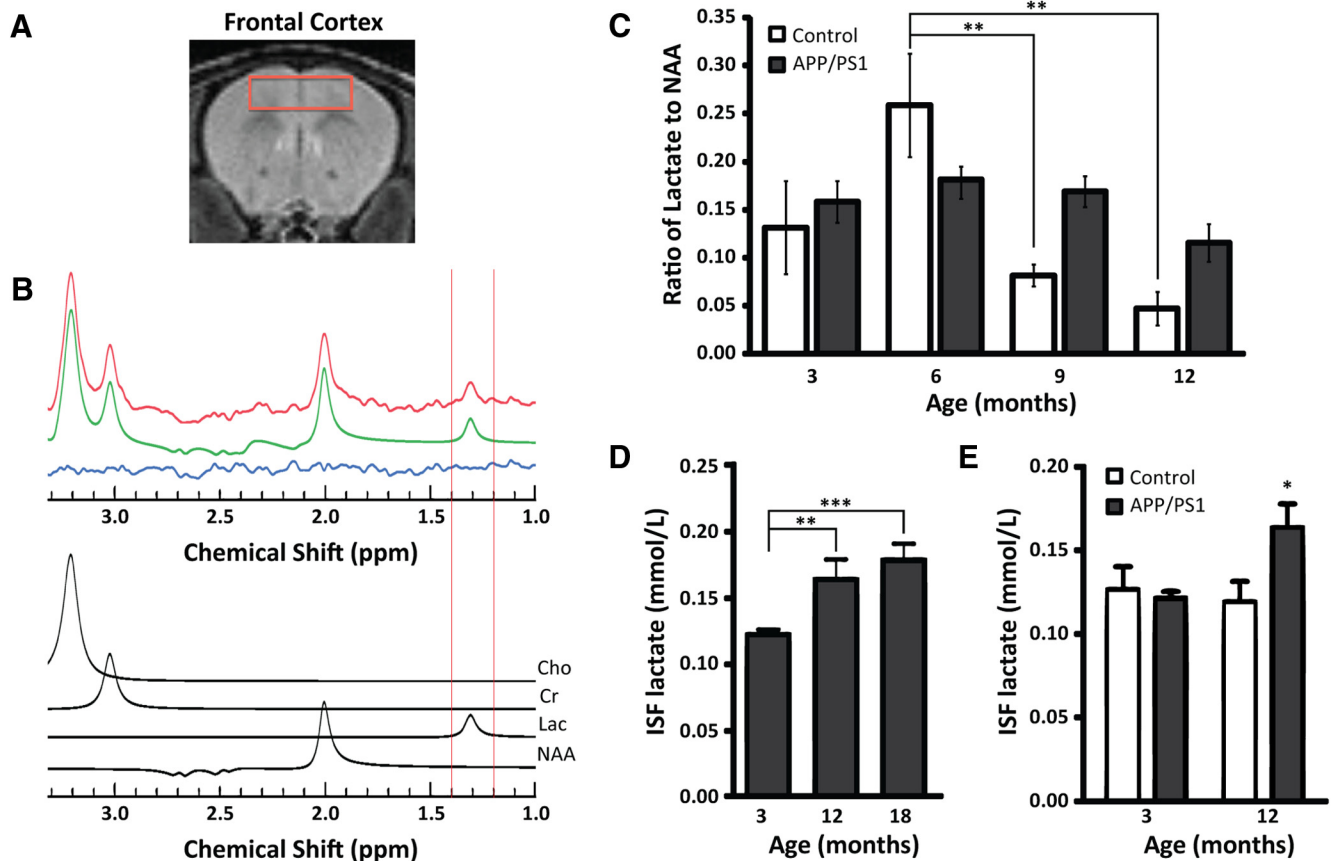 A
Frontal Cortex
B
3.0 2.5 2.0 1.5 1.0
Chemical Shift (ppm)
Cho
Cr
Lac
NAA
3.0 2.5 2.0 1.5 1.0
Chemical Shift (ppm)
C
Ratio of Lactate to NAA
0.35
0.30
0.25
0.20
0.15
0.10
0.05
0.00
Control
APP/PS1
**
**
3 6 9 12
Age (months)
D
ISF lactate (mmol/L)
0.25
0.20
0.15
0.10
0.05
0.00
***
**
3 12 18
Age (months)
E
ISF lactate (mmol/L)
0.20
0.15
0.10
0.05
0.00
Control
APP/PS1
*
3 12
Age (months)